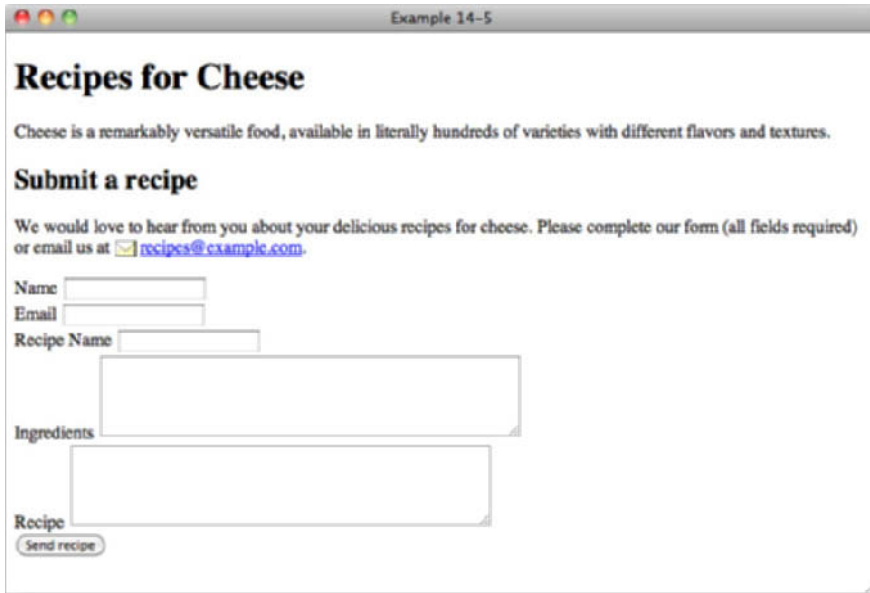 Example 14-5
Recipes for Cheese
Cheese is a remarkably versatile food, available in literally hundreds of varieties with different flavors and textures.
Submit a recipe
We would love to hear from you about your delicious recipes for cheese. Please complete our form (all fields required)
or email us at recipes@example.com.
Name
Email
Recipe Name
Ingredients
Recipe
Send recipe